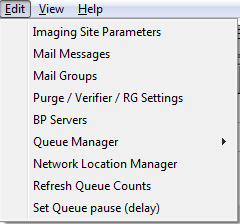 Edit View Help
Imaging Site Parameters
Mail Messages
Mail Groups
Purge / Verifier / RG Settings
BP Servers
Queue Manager
Network Location Manager
Refresh Queue Counts
Set Queue pause (delay)